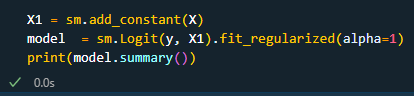 X1 = sm.add_constant(X)
model  = sm.Logit(y, X1).fit_regularized(alpha=1)
print(model.summary())
0.0s